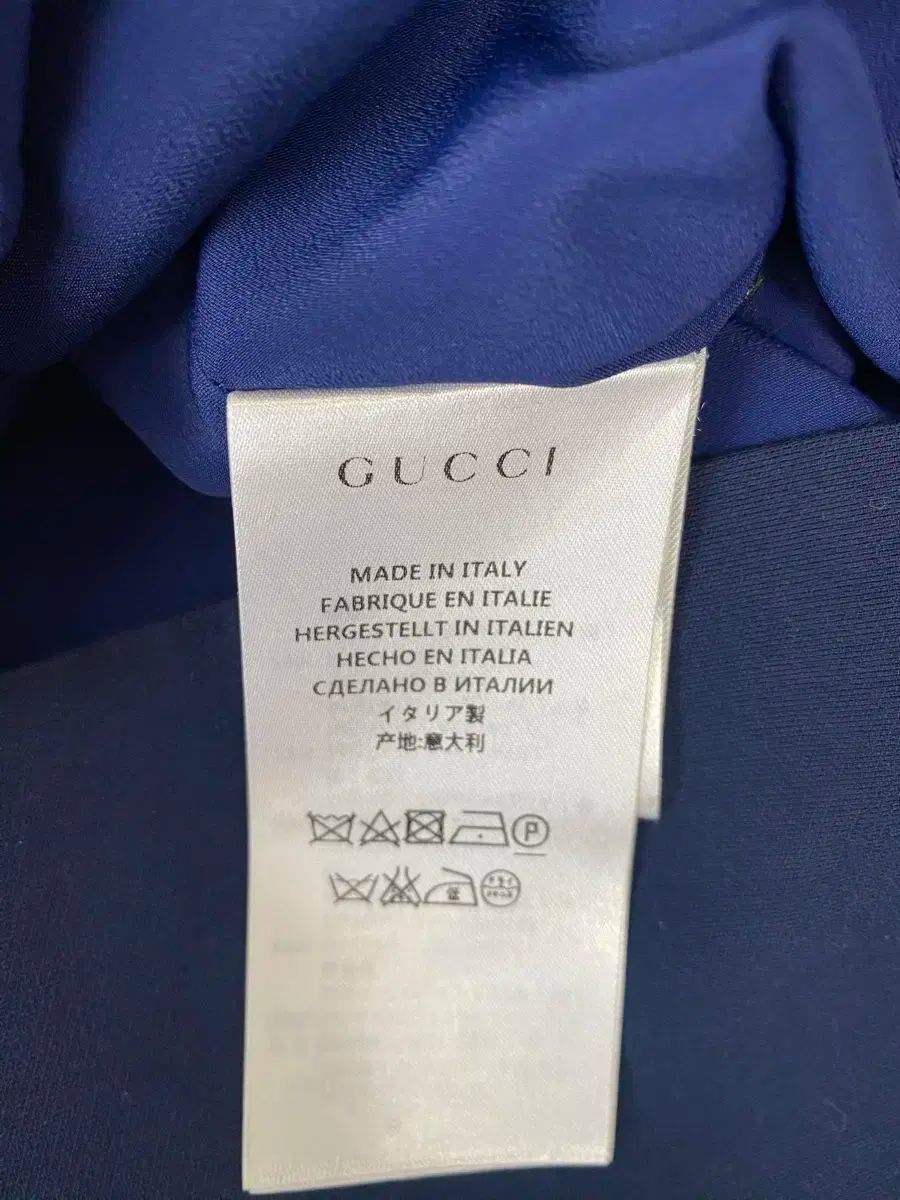 GUCCI
MADE IN ITALY
FABRIQUE EN ITALIE
HERGESTELLT IN ITALIEN
HECHO EN ITALIA
СДЕЛАНО В ИТАЛИИ
イタリア製
产地:意大利
P
低